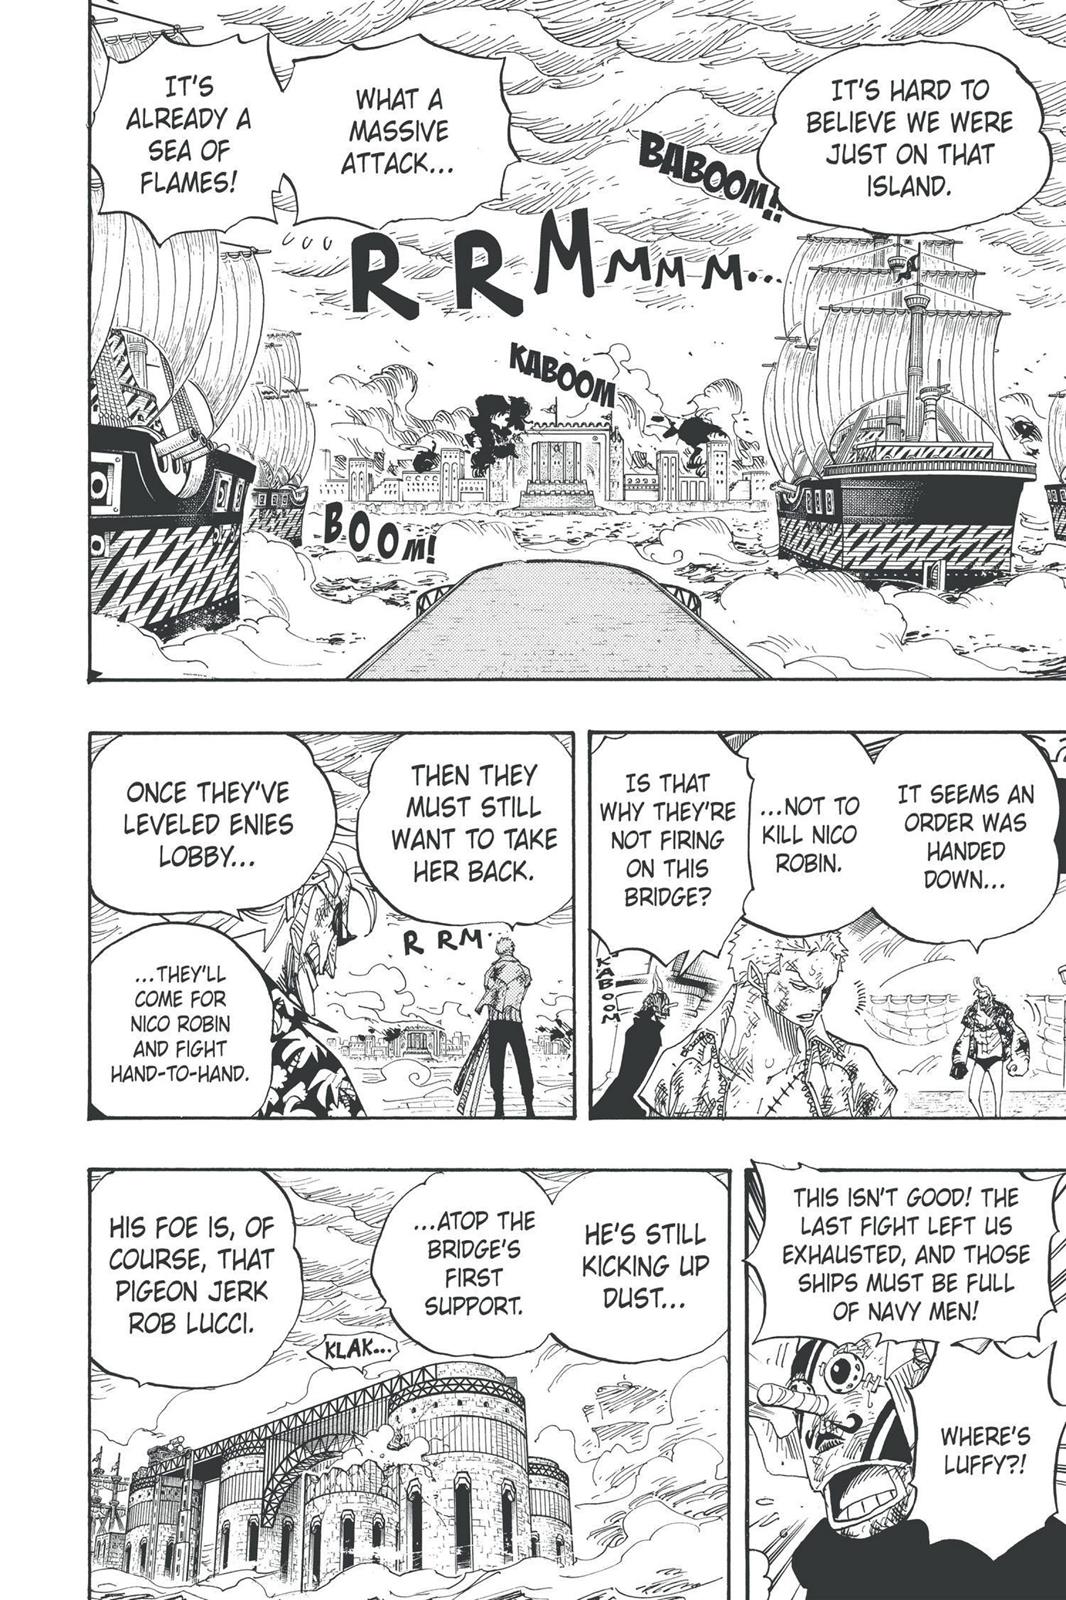 IT'S HARD TO
BELIEVE WE WERE
JUST ON THAT
ISLAND.
BABOOM!!
WHAT A
MASSIVE
ATTACK...
IT'S
ALREADY A
SEA OF
FLAMES!
RRMMMM...
KABOOM
BOOM!
IT SEEMS AN
ORDER WAS
HANDED
DOWN...
...NOT TO
KILL NICO
ROBIN.
IS THAT
WHY THEY'RE
NOT FIRING
ON THIS
BRIDGE?
KABOOM
THEN THEY
MUST STILL
WANT TO TAKE
HER BACK.
R RM...
ONCE THEY'VE
LEVELED ENIES
LOBBY...
...THEY'LL
COME FOR
NICO ROBIN
AND FIGHT
HAND-TO-HAND.
THIS ISN'T GOOD! THE
LAST FIGHT LEFT US
EXHAUSTED, AND THOSE
SHIPS MUST BE FULL
OF NAVY MEN!
WHERE'S
LUFFY?!
HE'S STILL
KICKING UP
DUST...
...ATOP THE
BRIDGE'S
FIRST
SUPPORT.
KLAK...
HIS FOE IS, OF
COURSE, THAT
PIGEON JERK
ROB LUCCI.